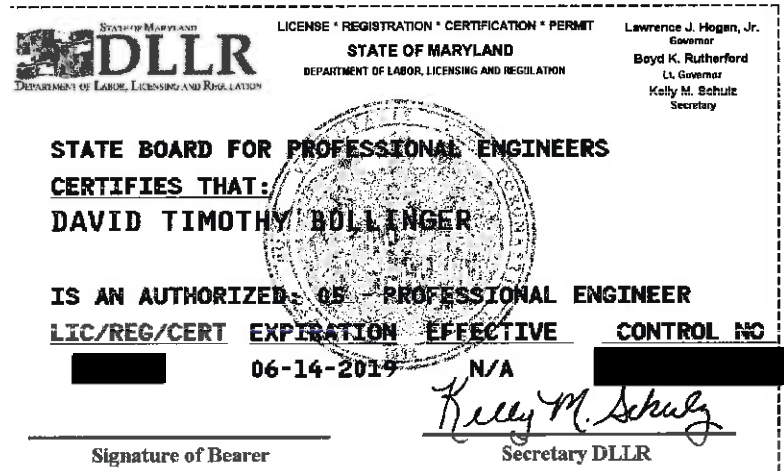 STATE OF MARYLAND
DLLR
DEPARTMENT OF LABOR, LICENSING AND REGULATION
LICENSE * REGISTRATION * CERTIFICATION * PERMIT
STATE OF MARYLAND
DEPARTMENT OF LABOR, LICENSING AND REGULATION
Lawrence J. Hogan, Jr.
Governor
Boyd K. Rutherford
Lt. Governor
Kelly M. Schulz
Secretary
STATE BOARD FOR PROFESSIONAL ENGINEERS
CERTIFIES THAT:
DAVID TIMOTHY BOLLINGER
IS AN AUTHORIZED: 05 - PROFESSIONAL ENGINEER
LIC/REG/CERT EXPIRATION EFFECTIVE CONTROL NO
06-14-2019 N/A
Kelly M. Schulz
Signature of Bearer Secretary DLLR